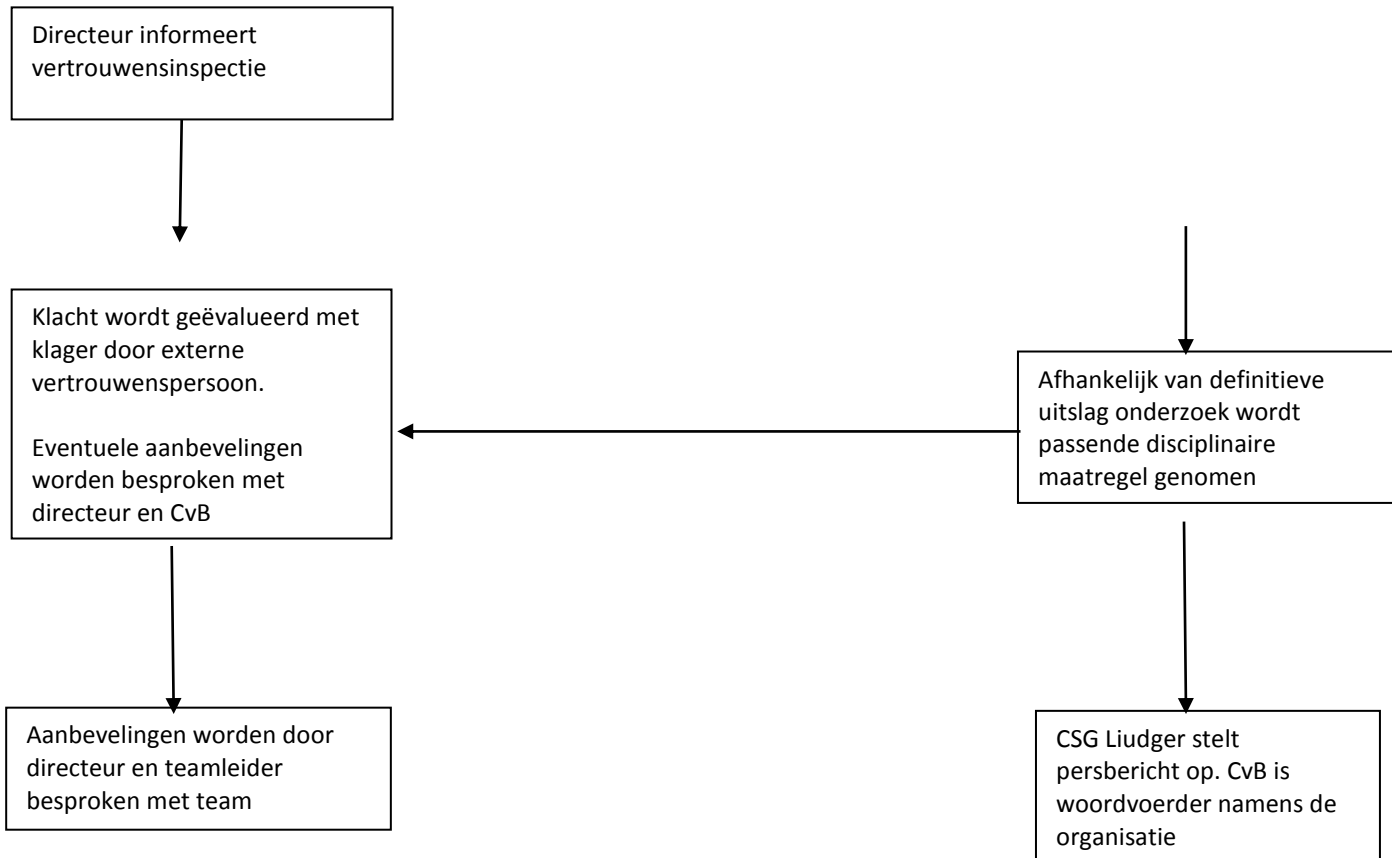 Directeur informeert
vertrouwensinspectie
Klacht wordt geëvalueerd met
klager door externe
vertrouwenspersoon.
Eventuele aanbevelingen
worden besproken met
directeur en CvB
Afhankelijk van definitieve
uitslag onderzoek wordt
passende disciplinaire
maatregel genomen
Aanbevelingen worden door
directeur en teamleider
besproken met team
CSG Liudger stelt
persbericht op. CvB is
woordvoerder namens de
organisatie